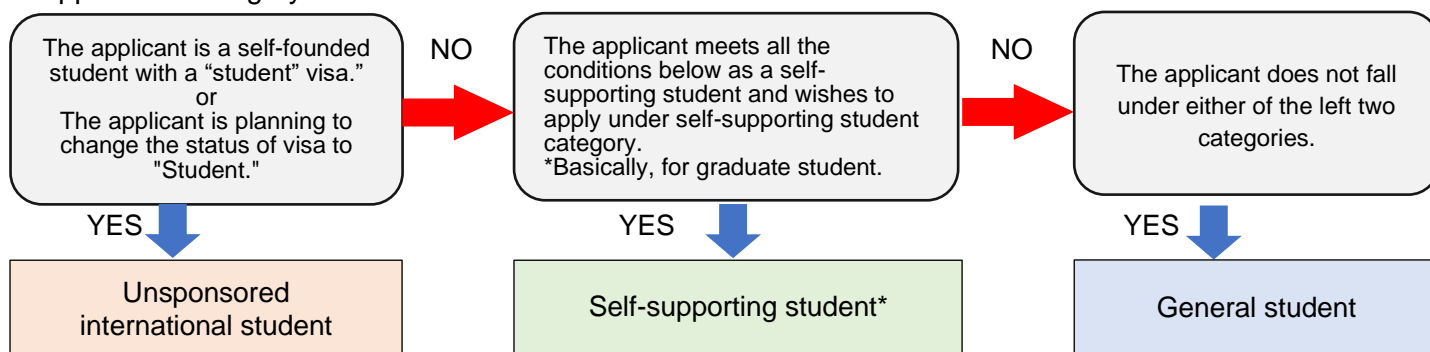 The applicant is a self-founded
student with a “student” visa.”
or
The applicant is planning to
change the status of visa to
"Student."
NO
The applicant meets all the
conditions below as a self-
supporting student and wishes to
apply under self-supporting student
category.
*Basically, for graduate student.
NO
The applicant does not fall
under either of the left two
categories.
YES
YES
YES
Unsponsored
international student
Self-supporting student*
General student